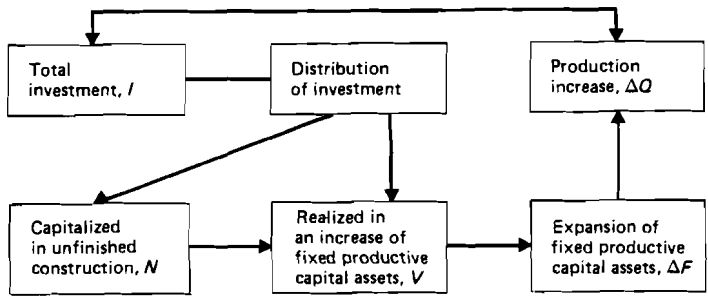 Total
investment, I
Distribution
of investment
Production
increase, ΔQ
Capitalized
in unfinished
construction, N
Realized in
an increase of
fixed productive
capital assets, V
Expansion of
fixed productive
capital assets, ΔF